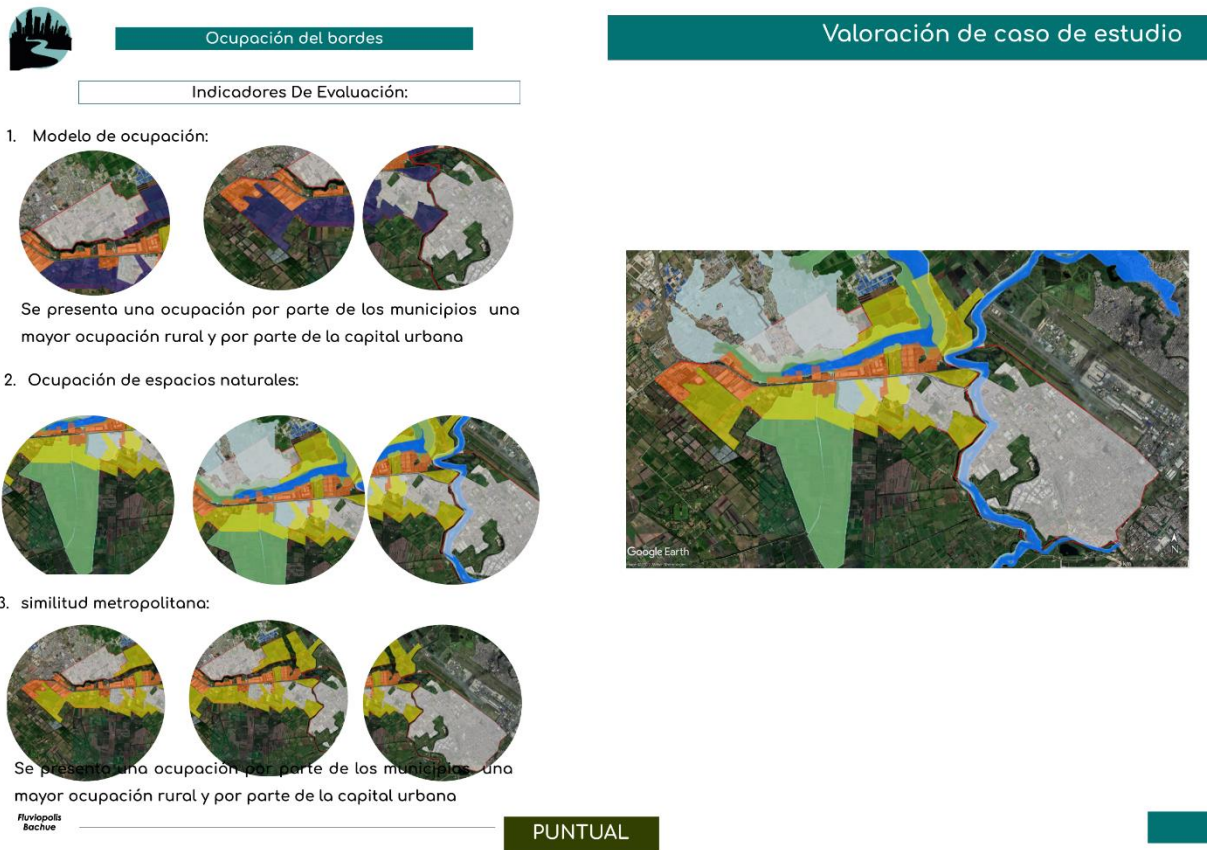 Ocupación del bordes
Valoración de caso de estudio
Indicadores De Evaluación:
1. Modelo de ocupación:
Se presenta una ocupación por parte de los municipios una
mayor ocupación rural y por parte de la capital urbana
2. Ocupación de espacios naturales:
3. similitud metropolitana:
Se presenta una ocupación por parte de los municipios una
mayor ocupación rural y por parte de la capital urbana
Google Earth
N
km
Fluviopolis
Bachue
PUNTUAL